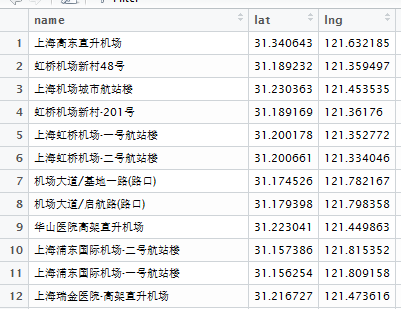 Filter
name lat lng
1 上海高东直升机场 31.340643 121.632185
2 虹桥机场新村48号 31.189232 121.359497
3 上海机场城市航站楼 31.230363 121.453535
4 虹桥机场新村-201号 31.189169 121.36176
5 上海虹桥机场-一号航站楼 31.200178 121.352772
6 上海虹桥机场-二号航站楼 31.200661 121.334046
7 机场大道/基地一路(路口) 31.174526 121.782167
8 机场大道/启航路(路口) 31.179398 121.798358
9 华山医院高架直升机场 31.223041 121.449863
10 上海浦东国际机场-二号航站楼 31.157386 121.815352
11 上海浦东国际机场-一号航站楼 31.156254 121.809158
12 上海瑞金医院-高架直升机场 31.216727 121.473616